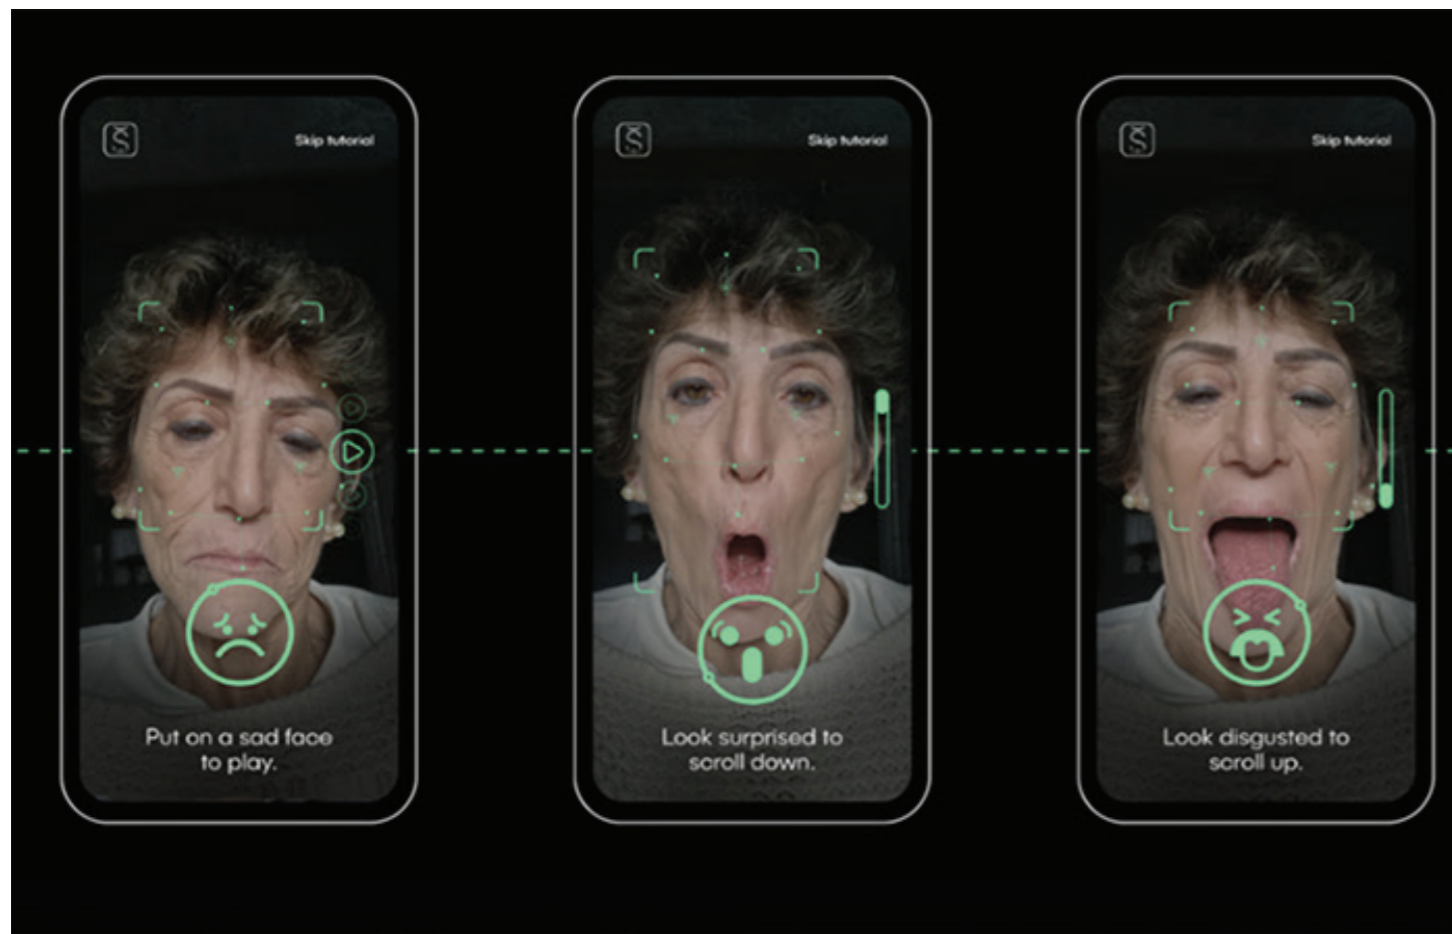 Skip tutorial
Put on a sad face
to play.
Skip tutorial
Look surprised to
scroll down.
Skip tutorial
Look disgusted to
scroll up.